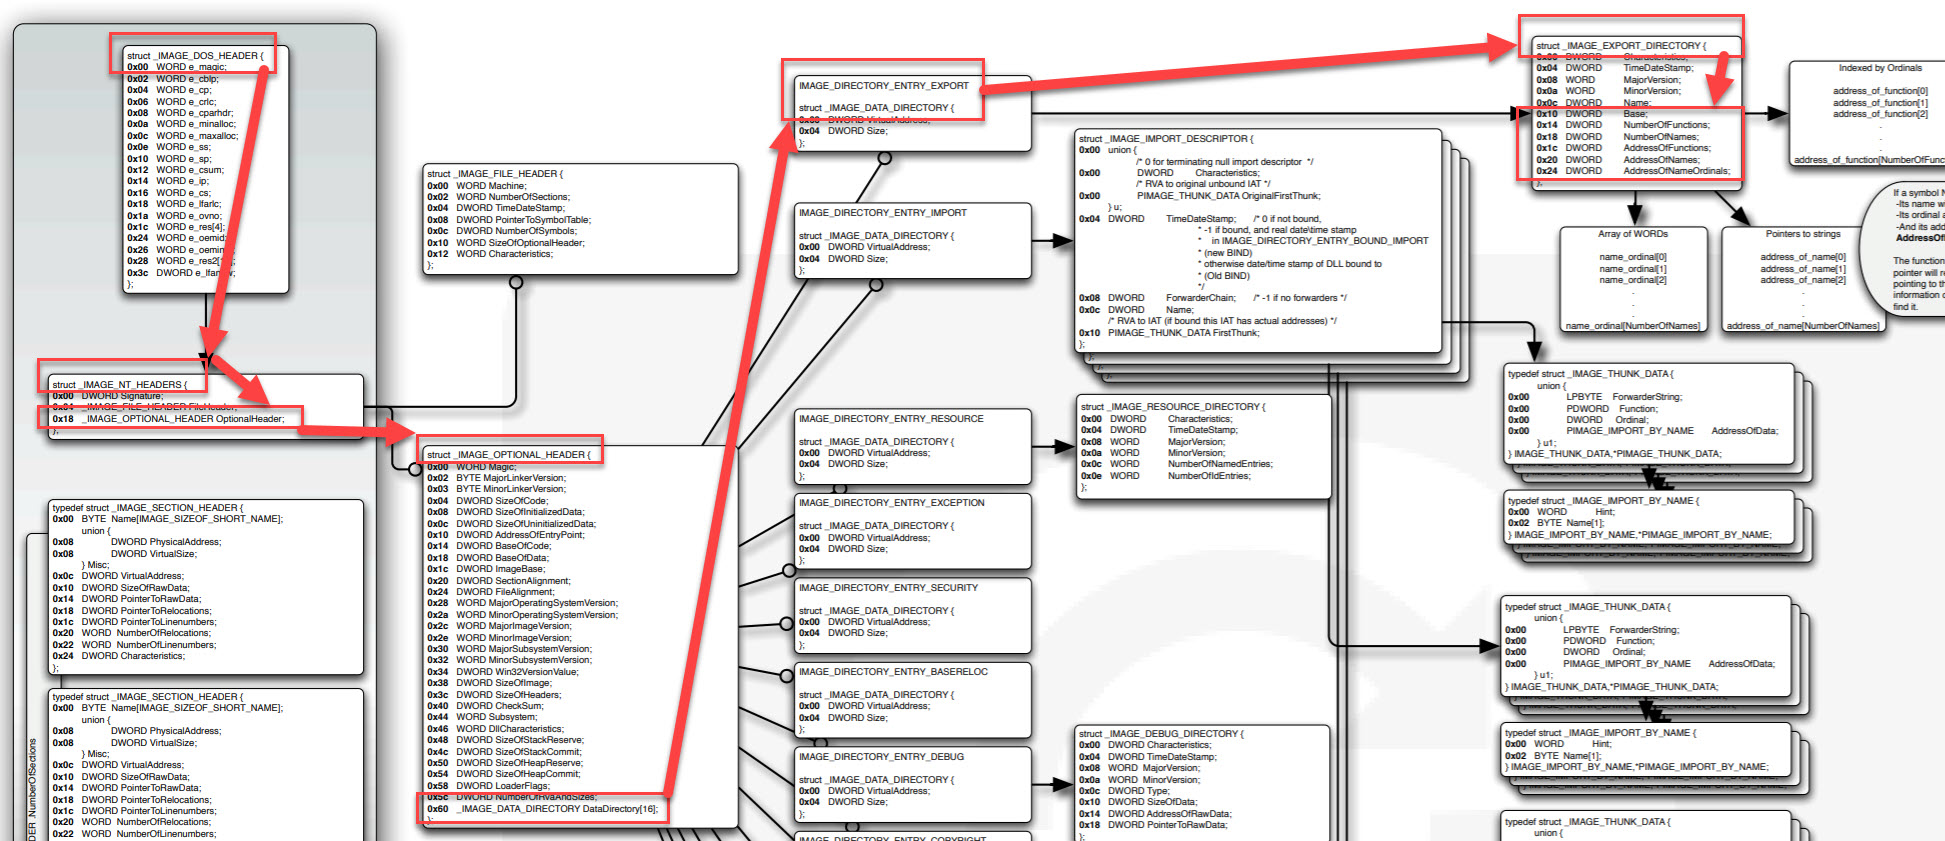 struct _IMAGE_DOS_HEADER {
0x00 WORD e_magic;
0x02 WORD e_cblp;
0x04 WORD e_cp;
0x06 WORD e_crlc;
0x08 WORD e_cparhdr;
0x0a WORD e_minalloc;
0x0c WORD e_maxalloc;
0x0e WORD e_ss;
0x10 WORD e_sp;
0x12 WORD e_csum;
0x14 WORD e_ip;
0x16 WORD e_cs;
0x18 WORD e_lfarlc;
0x1a WORD e_ovno;
0x1c WORD e_res[4];
0x24 WORD e_oemid;
0x26 WORD
0x28 WORD
0x3c DWORD
};
struct _IMAGE_NT_HEADERS {
0x00 DWORD Signature;
0x04 _IMAGE_FILE_HEADER FileHeader;
0x18 _IMAGE_OPTIONAL_HEADER OptionalHeader;
};
typedef struct _IMAGE_SECTION_HEADER {
0x00 BYTE Name[IMAGE_SIZEOF_SHORT_NAME];
union {
0x08 DWORD PhysicalAddress;
0x08 DWORD VirtualSize;
} Misc;
0x0c DWORD VirtualAddress;
0x10 DWORD SizeOfRawData;
0x14 DWORD PointerToRawData;
0x18 DWORD PointerToRelocations;
0x1c DWORD PointerToLinenumbers;
0x20 WORD NumberOfRelocations;
0x22 WORD NumberOfLinenumbers;
0x24 DWORD Characteristics;
};
typedef struct _IMAGE_SECTION_HEADER {
0x00 BYTE Name[IMAGE_SIZEOF_SHORT_NAME];
union {
0x08 DWORD PhysicalAddress;
0x08 DWORD VirtualSize;
} Misc;
0x0c DWORD VirtualAddress;
0x10 DWORD SizeOfRawData;
0x14 DWORD PointerToRawData;
0x18 DWORD PointerToRelocations;
0x1c DWORD PointerToLinenumbers;
0x20 WORD NumberOfRelocations;
0x22 WORD NumberOfLinenumbers;
DER.NumberOfSections
struct _IMAGE_FILE_HEADER {
0x00 WORD Machine;
0x02 WORD NumberOfSections;
0x04 DWORD TimeDateStamp;
0x08 DWORD PointerToSymbolTable;
0x0c DWORD NumberOfSymbols;
0x10 WORD SizeOfOptionalHeader;
0x12 WORD Characteristics;
};
struct _IMAGE_OPTIONAL_HEADER {
0x00 WORD Magic;
0x02 BYTE MajorLinkerVersion;
0x03 BYTE MinorLinkerVersion;
0x04 DWORD SizeOfCode;
0x08 DWORD SizeOfInitializedData;
0x0c DWORD SizeOfUninitializedData;
0x10 DWORD AddressOfEntryPoint;
0x14 DWORD BaseOfCode;
0x18 DWORD BaseOfData;
0x1c DWORD ImageBase;
0x20 DWORD SectionAlignment;
0x24 DWORD FileAlignment;
0x28 WORD MajorOperatingSystemVersion;
0x2a WORD MinorOperatingSystemVersion;
0x2c WORD MajorImageVersion;
0x2e WORD MinorImageVersion;
0x30 WORD MajorSubsystemVersion;
0x32 WORD MinorSubsystemVersion;
0x34 DWORD Win32VersionValue;
0x38 DWORD SizeOfImage;
0x3c DWORD SizeOfHeaders;
0x40 DWORD CheckSum;
0x44 WORD Subsystem;
0x46 WORD DllCharacteristics;
0x48 DWORD SizeOfStackReserve;
0x4c DWORD SizeOfStackCommit;
0x50 DWORD SizeOfHeapReserve;
0x54 DWORD SizeOfHeapCommit;
0x58 DWORD LoaderFlags;
0x5c DWORD NumberOfRvaAndSizes;
0x60 _IMAGE_DATA_DIRECTORY DataDirectory[16];
};
IMAGE_DIRECTORY_ENTRY_EXPORT
struct _IMAGE_DATA_DIRECTORY {
0x00 DWORD VirtualAddress;
0x04 DWORD Size;
};
IMAGE_DIRECTORY_ENTRY_IMPORT
struct _IMAGE_DATA_DIRECTORY {
0x00 DWORD VirtualAddress;
0x04 DWORD Size;
};
IMAGE_DIRECTORY_ENTRY_RESOURCE
struct _IMAGE_DATA_DIRECTORY {
0x00 DWORD VirtualAddress;
0x04 DWORD Size;
};
IMAGE_DIRECTORY_ENTRY_EXCEPTION
struct _IMAGE_DATA_DIRECTORY {
0x00 DWORD VirtualAddress;
0x04 DWORD Size;
};
IMAGE_DIRECTORY_ENTRY_SECURITY
struct _IMAGE_DATA_DIRECTORY {
0x00 DWORD VirtualAddress;
0x04 DWORD Size;
};
IMAGE_DIRECTORY_ENTRY_BASERELOC
struct _IMAGE_DATA_DIRECTORY {
0x00 DWORD VirtualAddress;
0x04 DWORD Size;
};
IMAGE_DIRECTORY_ENTRY_DEBUG
struct _IMAGE_DATA_DIRECTORY {
0x00 DWORD VirtualAddress;
0x04 DWORD Size;
};
IMAGE_DIRECTORY_ENTRY_COPYRIGHT
struct _IMAGE_IMPORT_DESCRIPTOR {
0x00 union {
/* 0 for terminating null import descriptor */
0x00 DWORD Characteristics;
/* RVA to original unbound IAT */
0x00 PIMAGE_THUNK_DATA OriginalFirstThunk;
} u;
0x04 DWORD TimeDateStamp; /* 0 if not bound,
* -1 if bound, and real date\time stamp
* in IMAGE_DIRECTORY_ENTRY_BOUND_IMPORT
* (new BIND)
* otherwise date/time stamp of DLL bound to
* (Old BIND)
*/
0x08 DWORD ForwarderChain; /* -1 if no forwarders */
0x0c DWORD Name;
/* RVA to IAT (if bound this IAT has actual addresses) */
0x10 PIMAGE_THUNK_DATA FirstThunk;
};
struct _IMAGE_RESOURCE_DIRECTORY {
0x00 DWORD Characteristics;
0x04 DWORD TimeDateStamp;
0x08 WORD MajorVersion;
0x0a WORD MinorVersion;
0x0c WORD NumberOfNamedEntries;
0x0e WORD NumberOfIdEntries;
};
struct _IMAGE_DEBUG_DIRECTORY {
0x00 DWORD Characteristics;
0x04 DWORD TimeDateStamp;
0x08 WORD MajorVersion;
0x0a WORD MinorVersion;
0x0c DWORD Type;
0x10 DWORD SizeOfData;
0x14 DWORD AddressOfRawData;
0x18 DWORD PointerToRawData;
};
struct _IMAGE_EXPORT_DIRECTORY {
0x00 DWORD Characteristics;
0x04 DWORD TimeDateStamp;
0x08 WORD MajorVersion;
0x0a WORD MinorVersion;
0x0c DWORD Name;
0x10 DWORD Base;
0x14 DWORD NumberOfFunctions;
0x18 DWORD NumberOfNames;
0x1c DWORD AddressOfFunctions;
0x20 DWORD AddressOfNames;
0x24 DWORD AddressOfNameOrdinals;
};
Indexed by Ordinals
address_of_function[0]
address_of_function[1]
address_of_function[2]
.
.
.
address_of_function[NumberOfFunc
Array of WORDs
name_ordinal[0]
name_ordinal[1]
name_ordinal[2]
.
.
.
name_ordinal[NumberOfNames]
Pointers to strings
address_of_name[0]
address_of_name[1]
address_of_name[2]
.
.
.
address_of_name[NumberOfNames]
If a symbol N
-Its name wi
-Its ordinal a
-And its add
AddressOf
The function
pointer will re
pointing to th
information o
find it.
typedef struct _IMAGE_THUNK_DATA {
union {
0x00 LPBYTE ForwarderString;
0x00 PDWORD Function;
0x00 DWORD Ordinal;
0x00 PIMAGE_IMPORT_BY_NAME AddressOfData;
} u1;
} IMAGE_THUNK_DATA,*PIMAGE_THUNK_DATA;
typedef struct _IMAGE_IMPORT_BY_NAME {
0x00 WORD Hint;
0x02 BYTE Name[1];
} IMAGE_IMPORT_BY_NAME,*PIMAGE_IMPORT_BY_NAME;
typedef struct _IMAGE_THUNK_DATA {
union {
0x00 LPBYTE ForwarderString;
0x00 PDWORD Function;
0x00 DWORD Ordinal;
0x00 PIMAGE_IMPORT_BY_NAME AddressOfData;
} u1;
} IMAGE_THUNK_DATA,*PIMAGE_THUNK_DATA;
typedef struct _IMAGE_IMPORT_BY_NAME {
0x00 WORD Hint;
0x02 BYTE Name[1];
} IMAGE_IMPORT_BY_NAME,*PIMAGE_IMPORT_BY_NAME;
typedef struct _IMAGE_THUNK_DATA {
union {